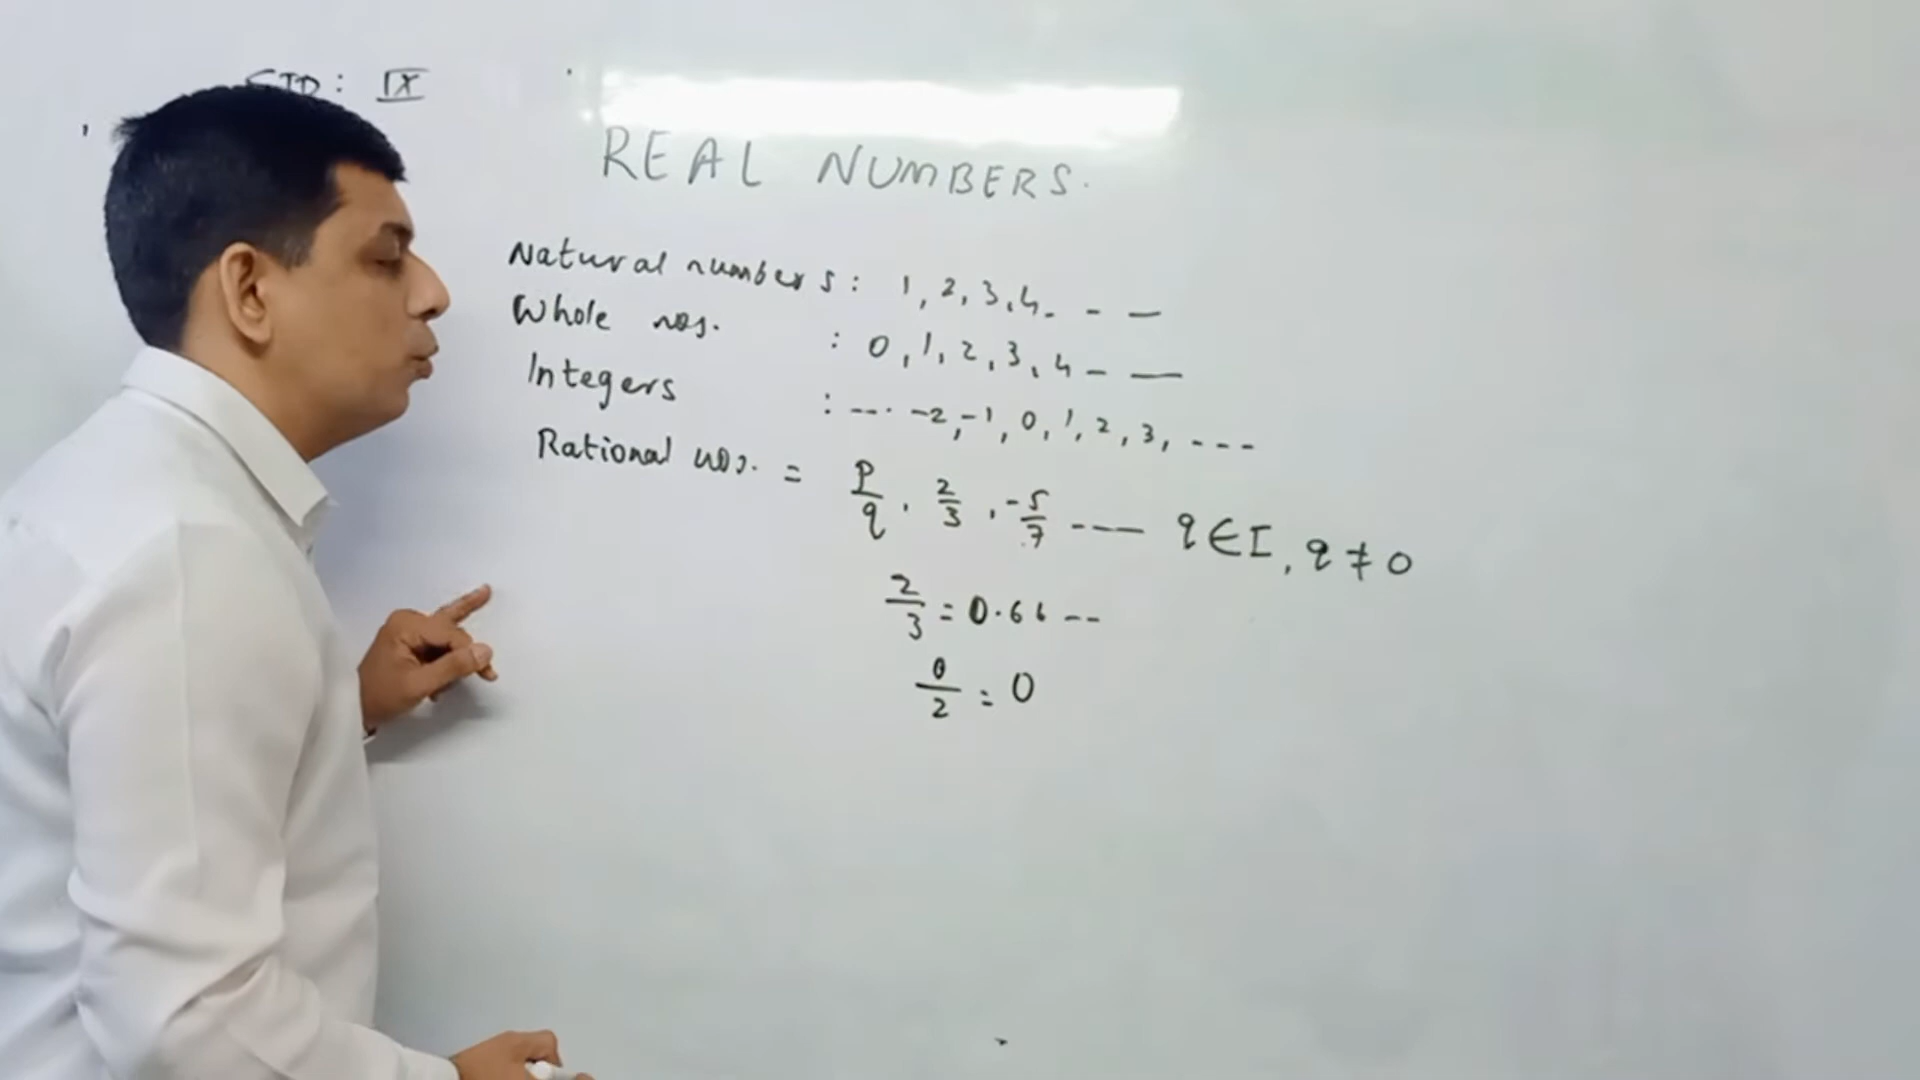 STD: IX
REAL NUMBERS.
Natural numbers: 1, 2, 3, 4. - —
Whole nos. : 0, 1, 2, 3, 4 - —
Integers : --. -2, -1, 0, 1, 2, 3, ---
Rational nos. = p/q, 2/3, -5/7 --— q∈I, q≠0
2/3 = 0.66 --
0/2 = 0